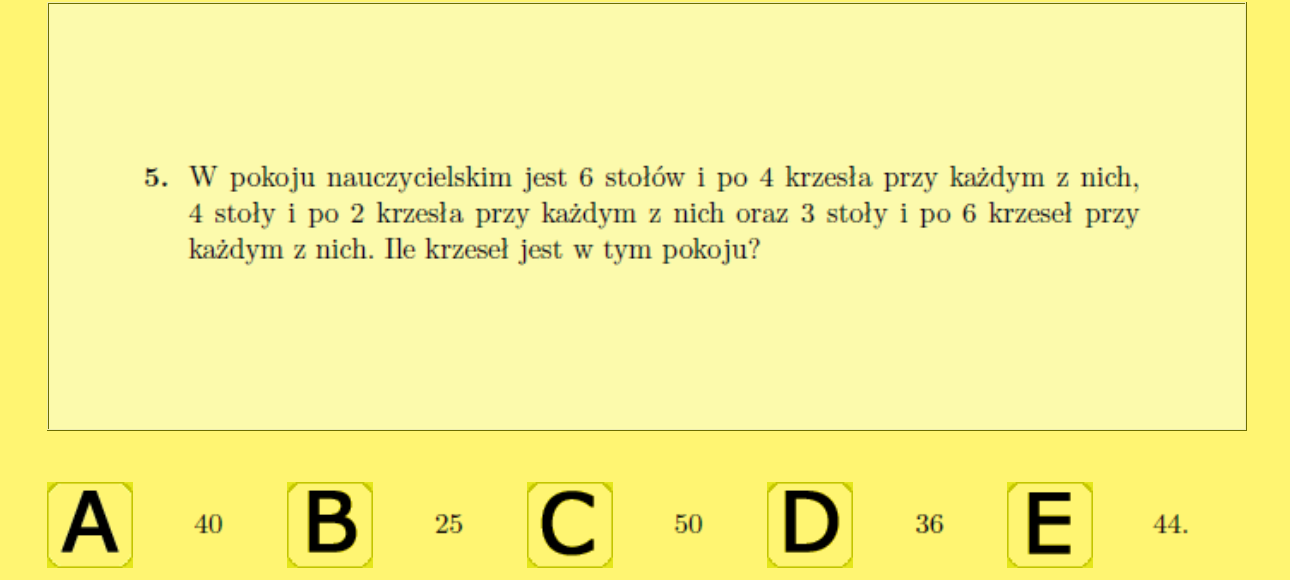 5. W pokoju nauczycielskim jest 6 stołów i po 4 krzesła przy każdym z nich,
4 stoły i po 2 krzesła przy każdym z nich oraz 3 stoły i po 6 krzeseł przy
każdym z nich. Ile krzeseł jest w tym pokoju?
A 40 B 25 C 50 D 36 E 44.